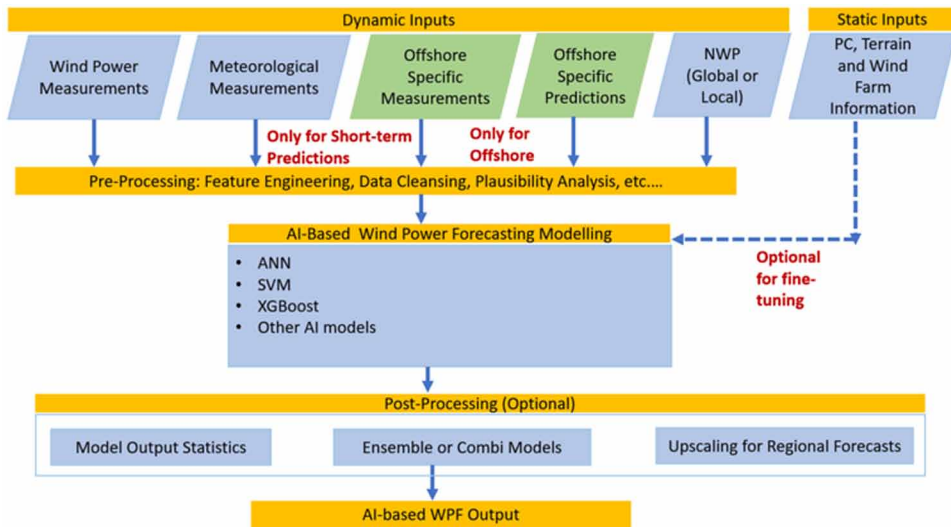 Dynamic Inputs
Static Inputs
Wind Power
Measurements
Meteorological
Measurements
Offshore
Specific
Measurements
Offshore
Specific
Predictions
NWP
(Global or
Local)
PC, Terrain
and Wind
Farm
Information
Only for Short-term
Predictions
Only for
Offshore
Pre-Processing: Feature Engineering, Data Cleansing, Plausibility Analysis, etc....
AI-Based Wind Power Forecasting Modelling
• ANN
• SVM
• XGBoost
• Other AI models
Optional
for fine-
tuning
Post-Processing (Optional)
Model Output Statistics
Ensemble or Combi Models
Upscaling for Regional Forecasts
AI-based WPF Output